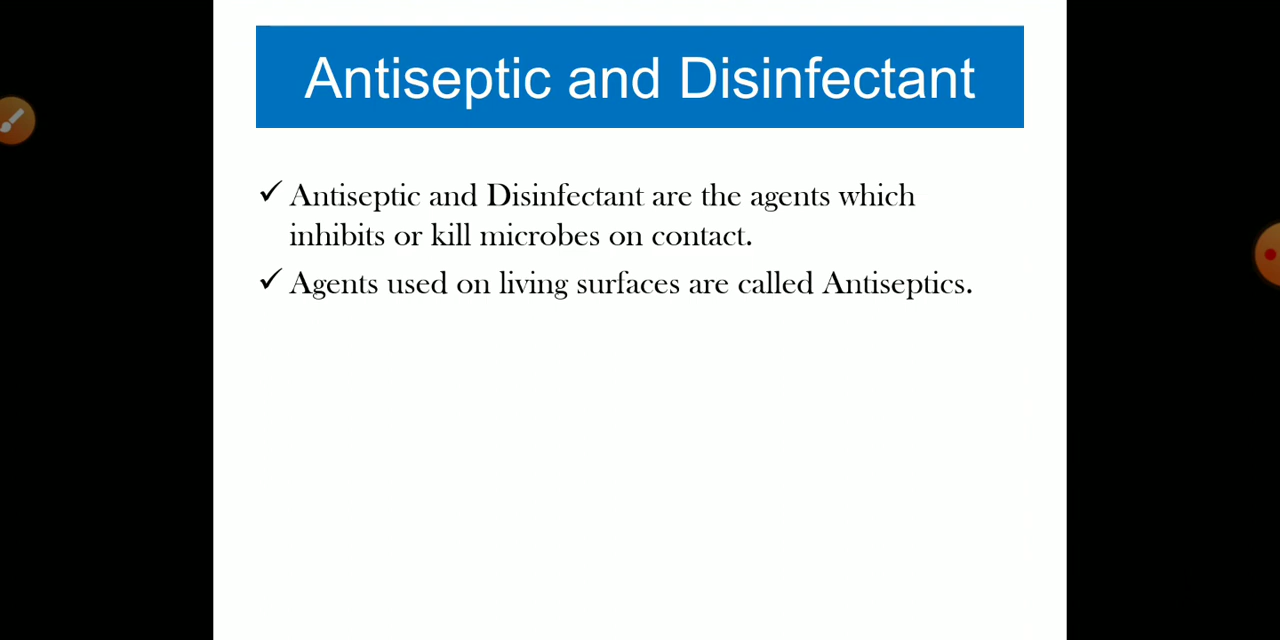 Antiseptic and Disinfectant
✓ Antiseptic and Disinfectant are the agents which
inhibits or kill microbes on contact.
✓ Agents used on living surfaces are called Antiseptics.